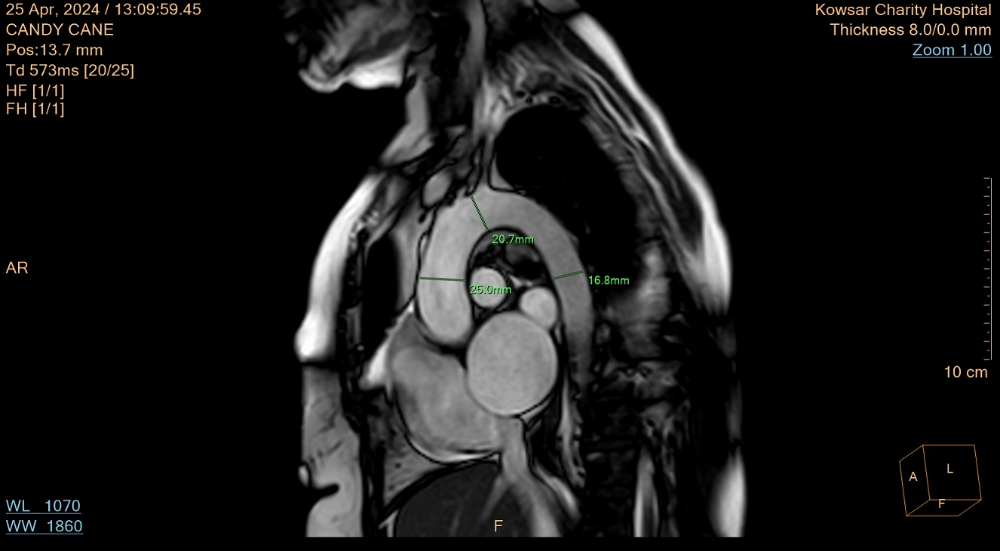 25 Apr, 2024 / 13:09:59.45
CANDY CANE
Pos:13.7 mm
Td 573ms [20/25]
HF [1/1]
FH [1/1]
Kowsar Charity Hospital
Thickness 8.0/0.0 mm
Zoom 1.00
20.7mm
AR
25.0mm
16.8mm
10 cm
A
L
F
WL 1070
WW 1860
F